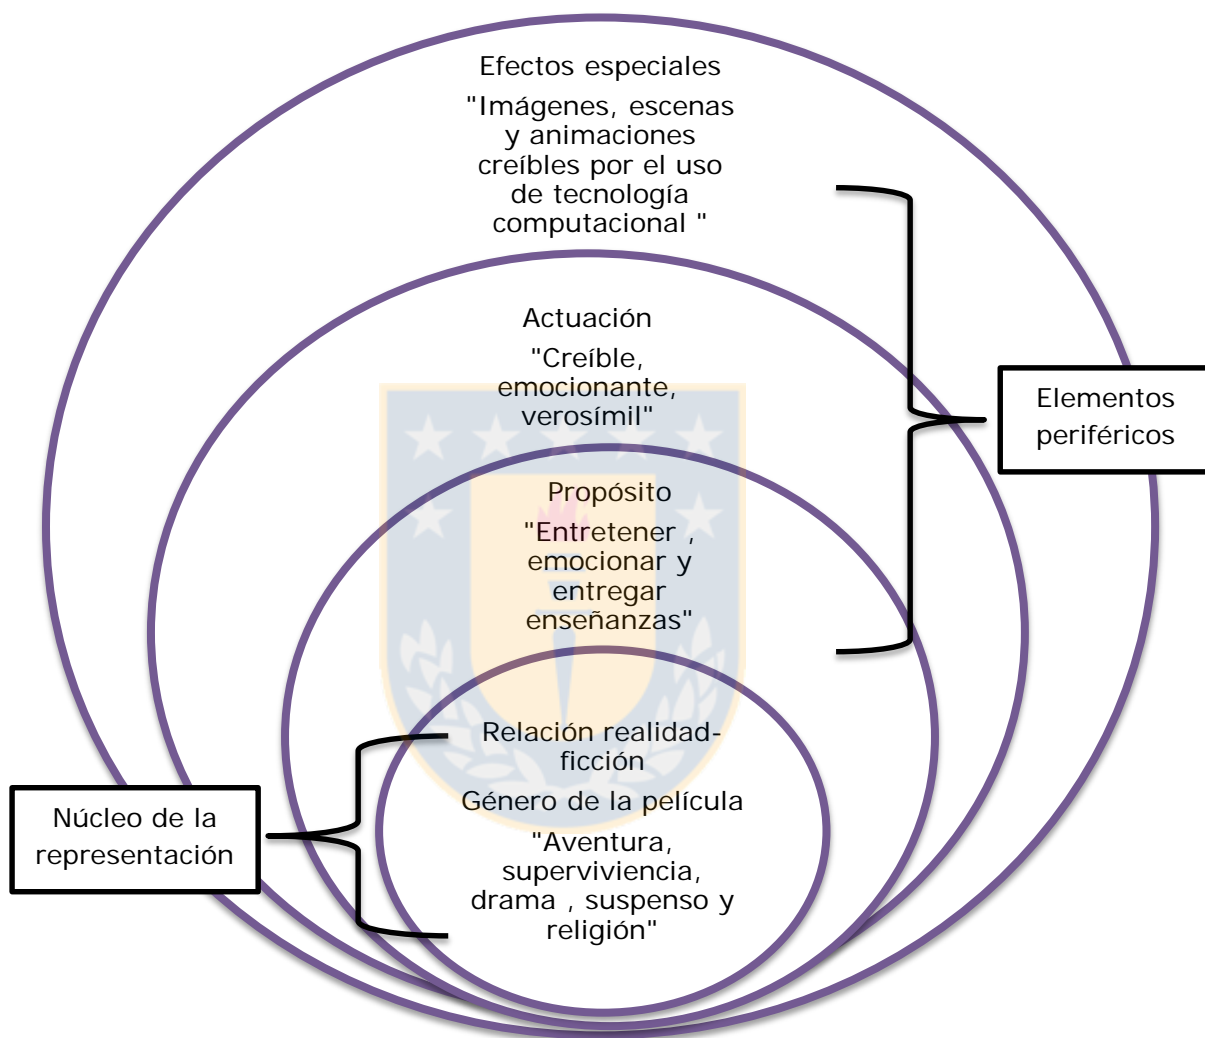 Efectos especiales
"Imágenes, escenas
y animaciones
creíbles por el uso
de tecnología
computacional "
Actuación
"Creíble,
emocionante,
verosímil"
Elementos
periféricos
Propósito
"Entretener ,
emocionar y
entregar
enseñanzas"
Relación realidad-
ficción
Género de la película
"Aventura,
superviviencia,
drama , suspenso y
religión"
Núcleo de la
representación